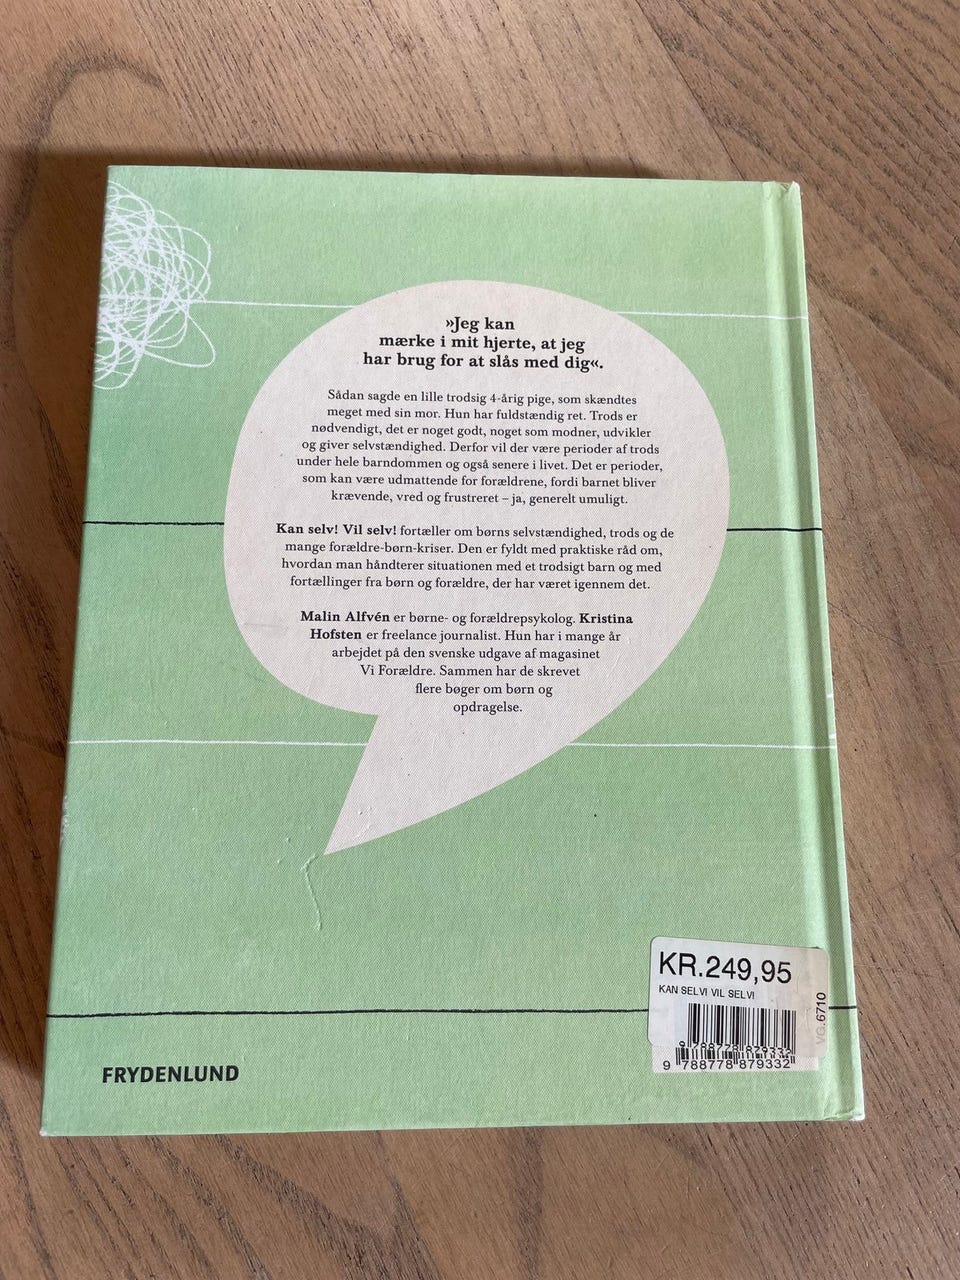 »Jeg kan
mærke i mit hjerte, at jeg
har brug for at slås med dig«.
Sådan sagde en lille trodsig 4-årig pige, som skændtes
meget med sin mor. Hun har fuldstændig ret. Trods er
nødvendigt, det er noget godt, noget som modner, udvikler
og giver selvstændighed. Derfor vil der være perioder af trods
under hele barndommen og også senere i livet. Det er perioder,
som kan være udmattende for forældrene, fordi barnet bliver
krævende, vred og frustreret – ja, generelt umuligt.
Kan selv! Vil selv! fortæller om børns selvstændighed, trods og de
mange forældre-børn-kriser. Den er fyldt med praktiske råd om,
hvordan man håndterer situationen med et trodsigt barn og med
fortællinger fra børn og forældre, der har været igennem det.
Malin Alfvén er børne- og forældrepsykolog. Kristina
Hofsten er freelance journalist. Hun har i mange år
arbejdet på den svenske udgave af magasinet
Vi Forældre. Sammen har de skrevet
flere bøger om børn og
opdragelse.
KR.249,95
KAN SELV! VIL SELV!
VG.6710
9 788778 879332
9 788778 879332
FRYDENLUND